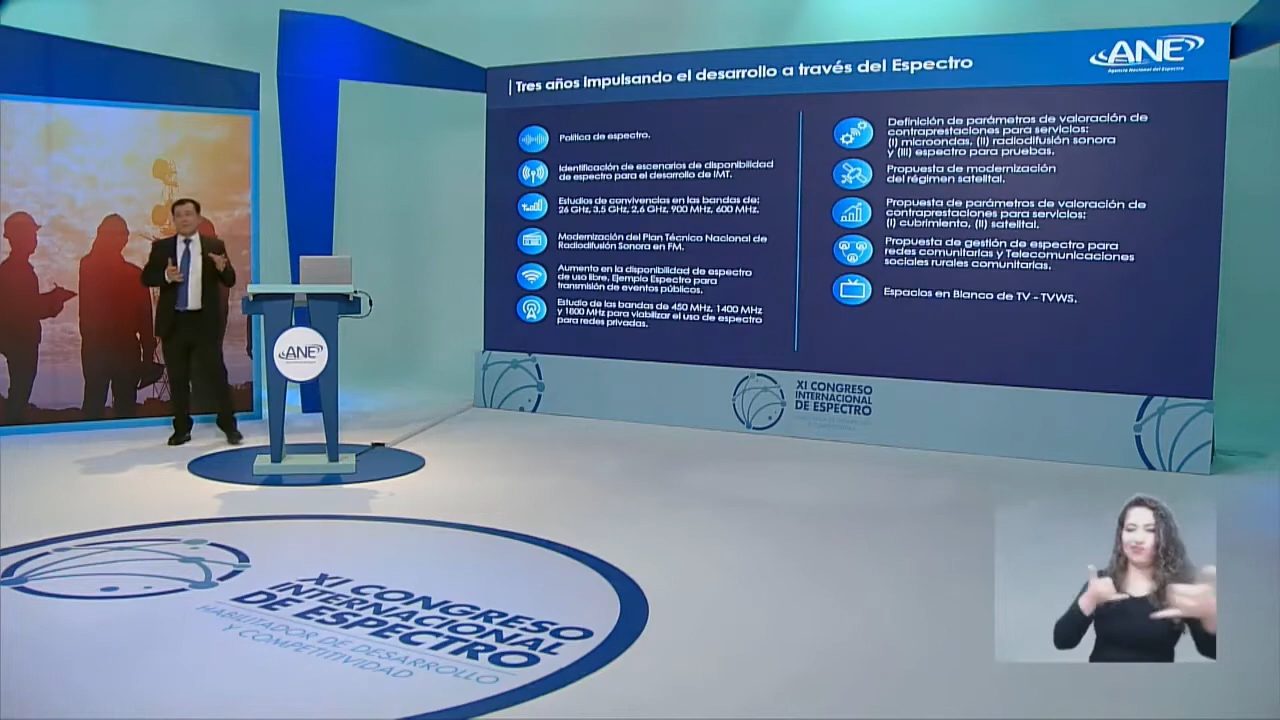 Tres años impulsando el desarrollo a través del Espectro
ANE
Agencia Nacional del Espectro
Política de espectro.
Identificación de escenarios de disponibilidad
de espectro para el desarrollo de IMT.
Estudios de convivencias en las bandas de:
26 GHz, 3.5 GHz, 2.6 GHz, 900 MHz, 600 MHz.
Modernización del Plan Técnico Nacional de
Radiodifusión Sonora en FM.
Aumento en la disponibilidad de espectro
de uso libre. Ejemplo Espectro para
transmisión de eventos públicos.
Estudio de las bandas de 450 MHz, 1400 MHz
y 1800 MHz para viabilizar el uso de espectro
para redes privadas.
Definición de parámetros de valoración de
contraprestaciones para servicios:
(I) microondas, (II) radiodifusión sonora
y (III) espectro para pruebas.
Propuesta de modernización
del régimen satelital.
Propuesta de parámetros de valoración de
contraprestaciones para servicios:
(I) cubrimiento, (II) satelital.
Propuesta de gestión de espectro para
redes comunitarias y Telecomunicaciones
sociales rurales comunitarias.
Espacios en Blanco de TV - TVWS.
XI CONGRESO
INTERNACIONAL
DE ESPECTRO
ANE
XI CONGRESO
INTERNACIONAL
DE ESPECTRO
HABILITADOR DE DESARROLLO
Y COMPETITIVIDAD